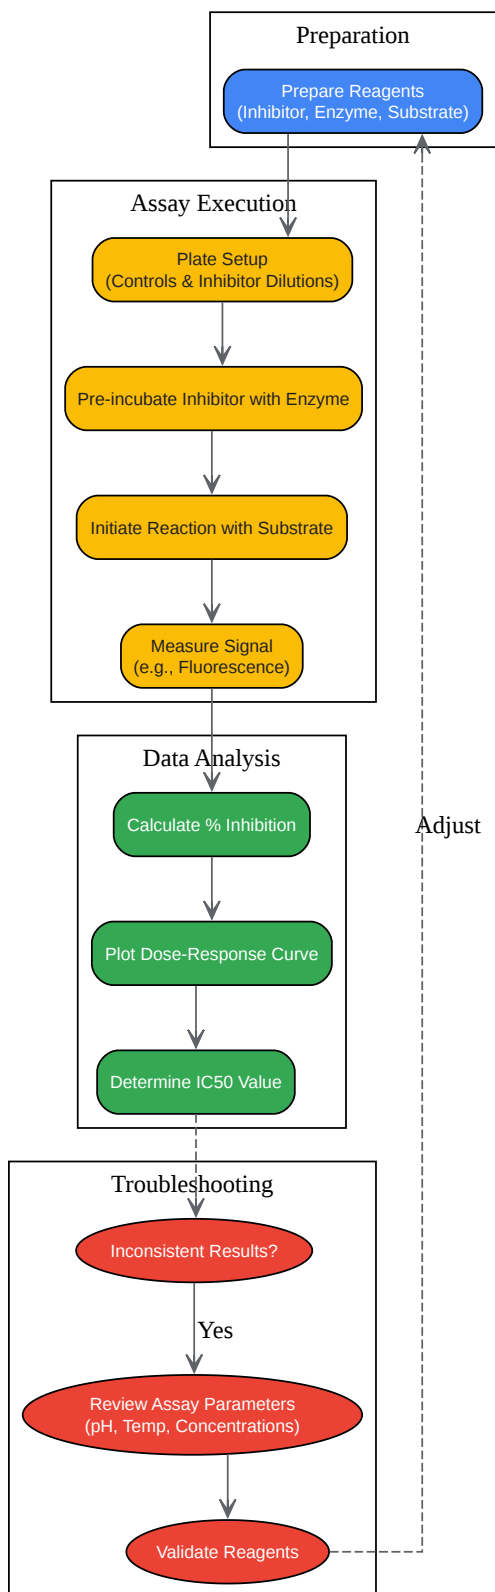 Preparation
Prepare Reagents
(Inhibitor, Enzyme, Substrate)
Assay Execution
Plate Setup
(Controls & Inhibitor Dilutions)
Pre-incubate Inhibitor with Enzyme
Initiate Reaction with Substrate
Measure Signal
(e.g., Fluorescence)
Data Analysis
Calculate % Inhibition
Adjust
Plot Dose-Response Curve
Determine IC50 Value
Troubleshooting
Inconsistent Results?
Yes
Review Assay Parameters
(pH, Temp, Concentrations)
Validate Reagents